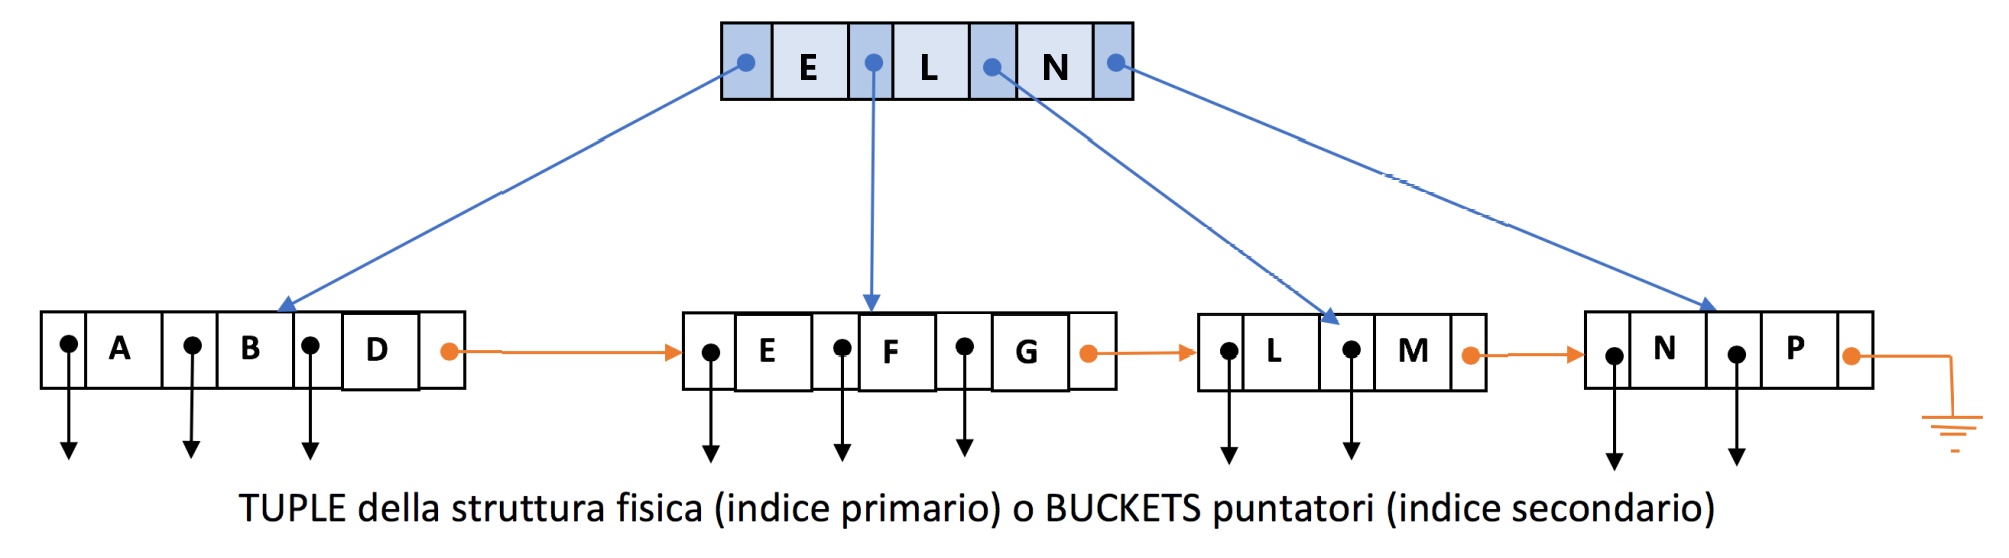 E L N
A B D E F G L M N P
TUPLE della struttura fisica (indice primario) o BUCKETS puntatori (indice secondario)